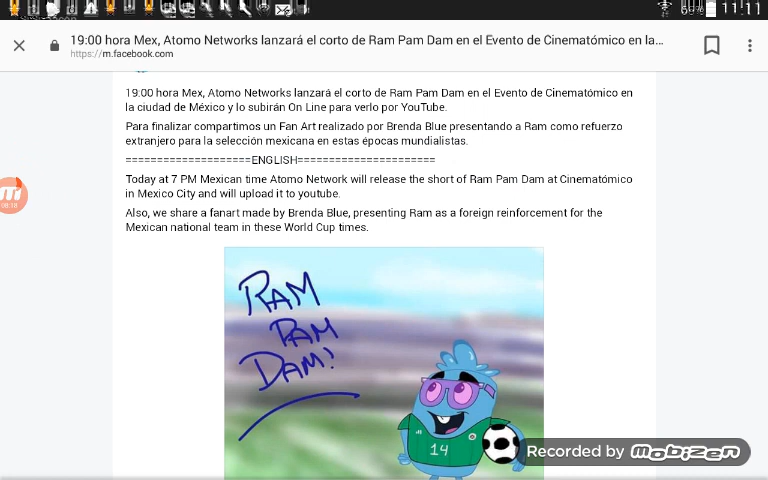 11:11
19:00 hora Mex, Atomo Networks lanzará el corto de Ram Pam Dam en el Evento de Cinematómico en la...
https://m.facebook.com
19:00 hora Mex, Atomo Networks lanzará el corto de Ram Pam Dam en el Evento de Cinematómico en
la ciudad de México y lo subirán On Line para verlo por YouTube.
Para finalizar compartimos un Fan Art realizado por Brenda Blue presentando a Ram como refuerzo
extranjero para la selección mexicana en estas épocas mundialistas.
====================ENGLISH======================
Today at 7 PM Mexican time Atomo Network will release the short of Ram Pam Dam at Cinematómico
in Mexico City and will upload it to youtube.
00:18
Also, we share a fanart made by Brenda Blue, presenting Ram as a foreign reinforcement for the
Mexican national team in these World Cup times.
RAM
PAM
DAM!
14
Recorded by MOBIZEN